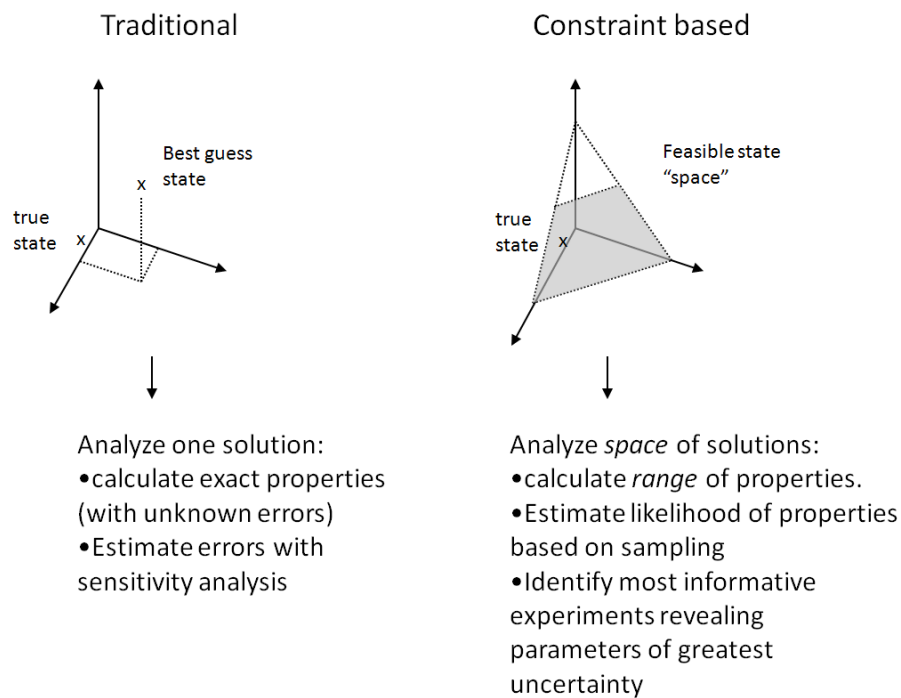 Traditional
Best guess
state
x
true
state
x
Analyze one solution:
•calculate exact properties
(with unknown errors)
•Estimate errors with
sensitivity analysis
Constraint based
Feasible state
“space”
true
state
x
Analyze space of solutions:
•calculate range of properties.
•Estimate likelihood of properties
based on sampling
•Identify most informative
experiments revealing
parameters of greatest
uncertainty